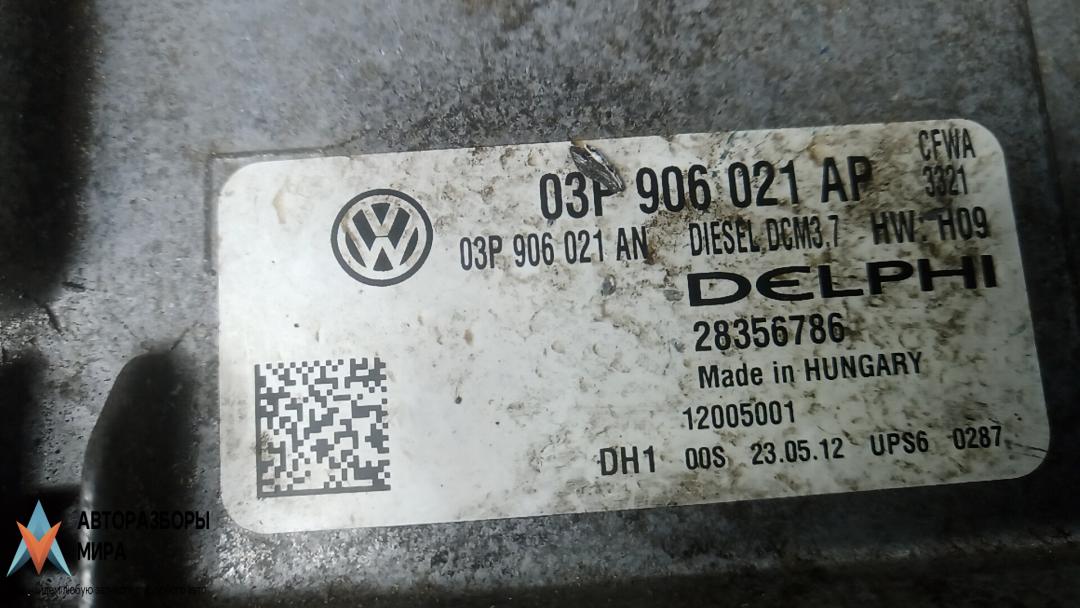 03P 906 021 AP
CFWA
3321
03P 906 021 AN DIESEL DCM3.7 HW H09
DELPHI
28356786
Made in HUNGARY
12005001
DH1 00S 23.05.12 UPS6 0287
АВТОРАЗБОРЫ
МИРА